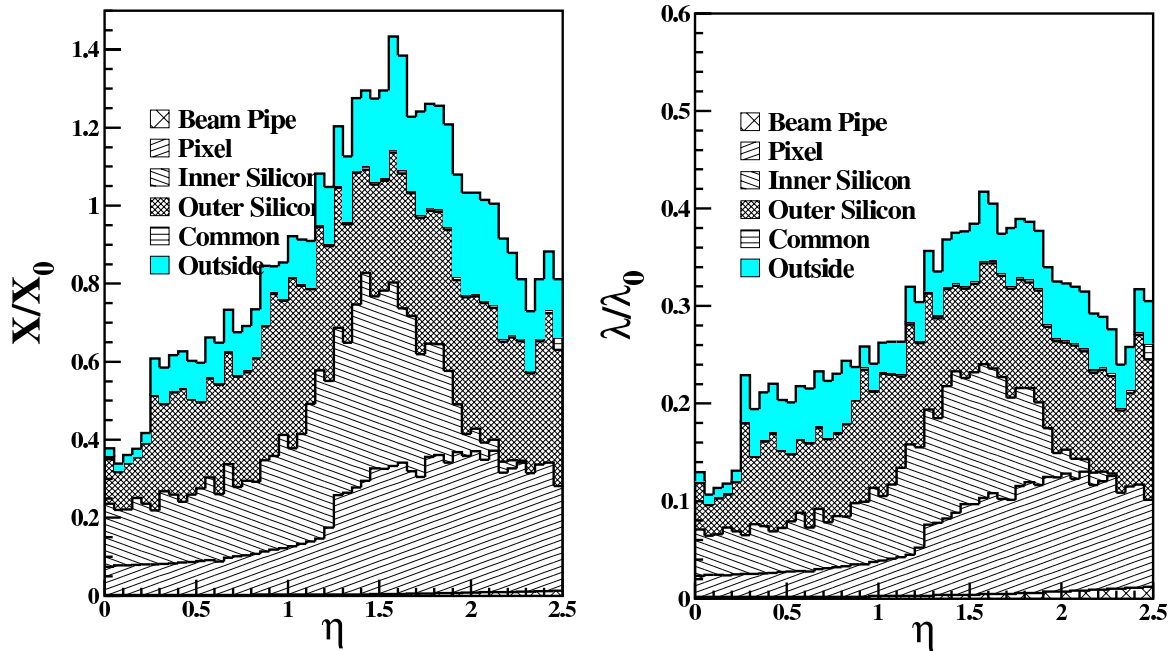 X/X0
1.4
1.2
1
0.8
0.6
0.4
0.2
0
Beam Pipe
Pixel
Inner Silicon
Outer Silicon
Common
Outside
0 0.5 1 1.5 2 2.5
η
λ/λ0
0.6
0.5
0.4
0.3
0.2
0.1
0
Beam Pipe
Pixel
Inner Silicon
Outer Silicon
Common
Outside
0 0.5 1 1.5 2 2.5
η